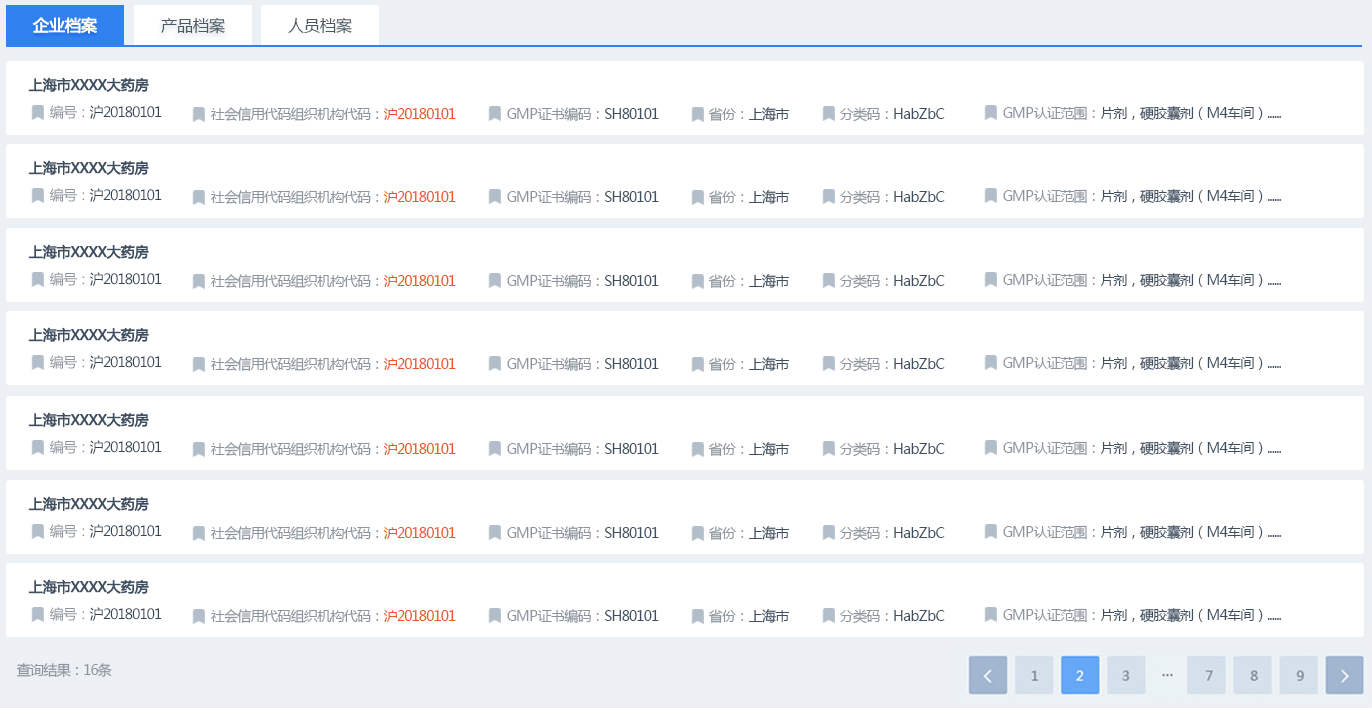 企业档案 产品档案 人员档案
上海市XXXX大药房
编号：沪20180101 社会信用代码组织机构代码：沪20180101 GMP证书编码：SH80101 省份：上海市 分类码：HabZbC GMP认证范围：片剂，硬胶囊剂（M4车间）......
上海市XXXX大药房
编号：沪20180101 社会信用代码组织机构代码：沪20180101 GMP证书编码：SH80101 省份：上海市 分类码：HabZbC GMP认证范围：片剂，硬胶囊剂（M4车间）......
上海市XXXX大药房
编号：沪20180101 社会信用代码组织机构代码：沪20180101 GMP证书编码：SH80101 省份：上海市 分类码：HabZbC GMP认证范围：片剂，硬胶囊剂（M4车间）......
上海市XXXX大药房
编号：沪20180101 社会信用代码组织机构代码：沪20180101 GMP证书编码：SH80101 省份：上海市 分类码：HabZbC GMP认证范围：片剂，硬胶囊剂（M4车间）......
上海市XXXX大药房
编号：沪20180101 社会信用代码组织机构代码：沪20180101 GMP证书编码：SH80101 省份：上海市 分类码：HabZbC GMP认证范围：片剂，硬胶囊剂（M4车间）......
上海市XXXX大药房
编号：沪20180101 社会信用代码组织机构代码：沪20180101 GMP证书编码：SH80101 省份：上海市 分类码：HabZbC GMP认证范围：片剂，硬胶囊剂（M4车间）......
上海市XXXX大药房
编号：沪20180101 社会信用代码组织机构代码：沪20180101 GMP证书编码：SH80101 省份：上海市 分类码：HabZbC GMP认证范围：片剂，硬胶囊剂（M4车间）......
查询结果：16条 1 2 3 ... 7 8 9